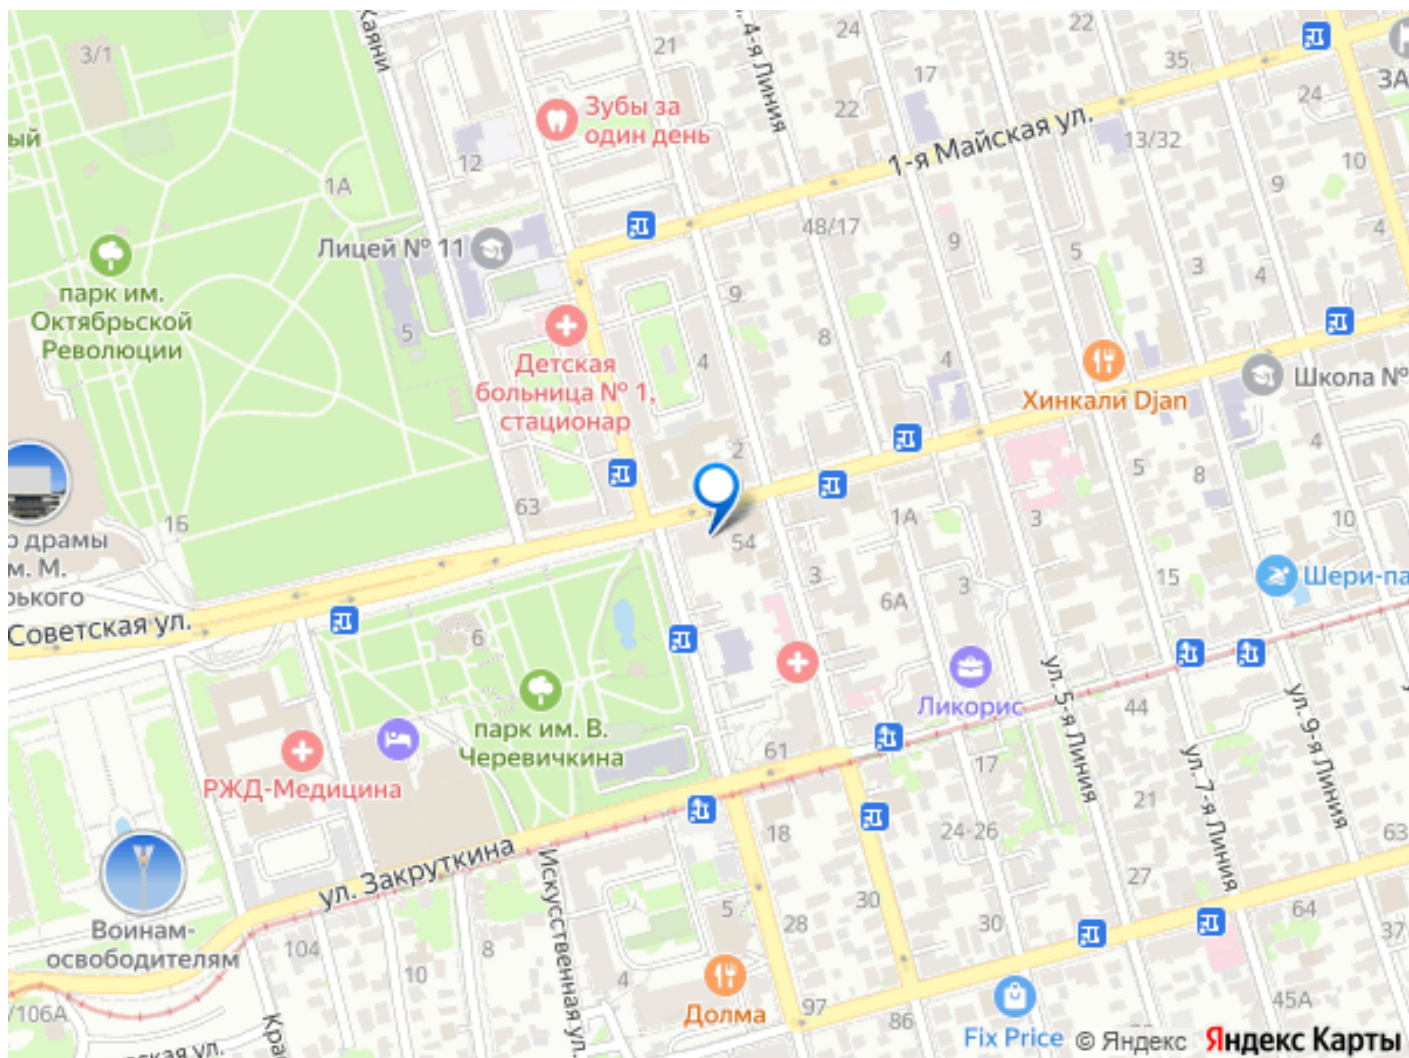 Каяни
3/1
21
4-я Линия
24
22
35
17
22
24
ЗА
Зубы за
один день
1-я Майская ул.
13/32
10
ый
12
1А
9
48/17
4
Лицей № 11
9
5
3
4
парк им.
Октябрьской
Революции
5
9
8
4
4
Детская
больница № 1,
стационар
Хинкали Djan
Школа №
2
4
63
5
8
15
54
1А
3
10
о драмы
м. М.
рького
3
3
15
Шери-па
6А
Советская ул.
6
ул. 5-я Линия
Ликорис
44
ул. 9-я Линия
парк им. В.
Черевичкина
61
17
ул. 7-я Линия
РЖД-Медицина
21
18
24-26
63
ул. Закруткина
Искусственная ул.
27
30
5
28
30
64
37
Воинам-
освободителям
104
8
10
4
Долма
97
86
45А
/106А
Fix Price
© Яндекс Яндекс Карты
Крас
ская ул.